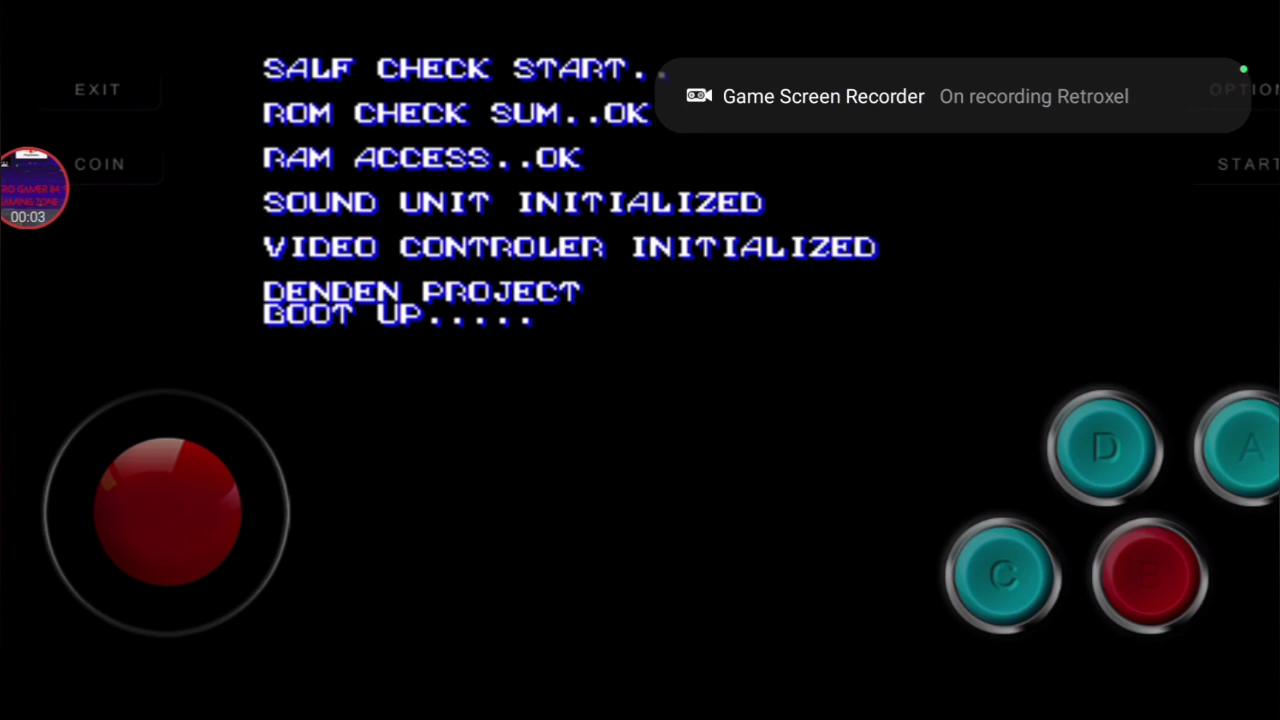 SALF CHECK START..
Game Screen Recorder On recording Retroxel
EXIT
ROM CHECK SUM..OK
COIN
START
RAM ACCESS..OK
00:03
SOUND UNIT INITIALIZED
VIDEO CONTROLER INITIALIZED
DENDEN PROJECT
BOOT UP.....
D
A
C
B